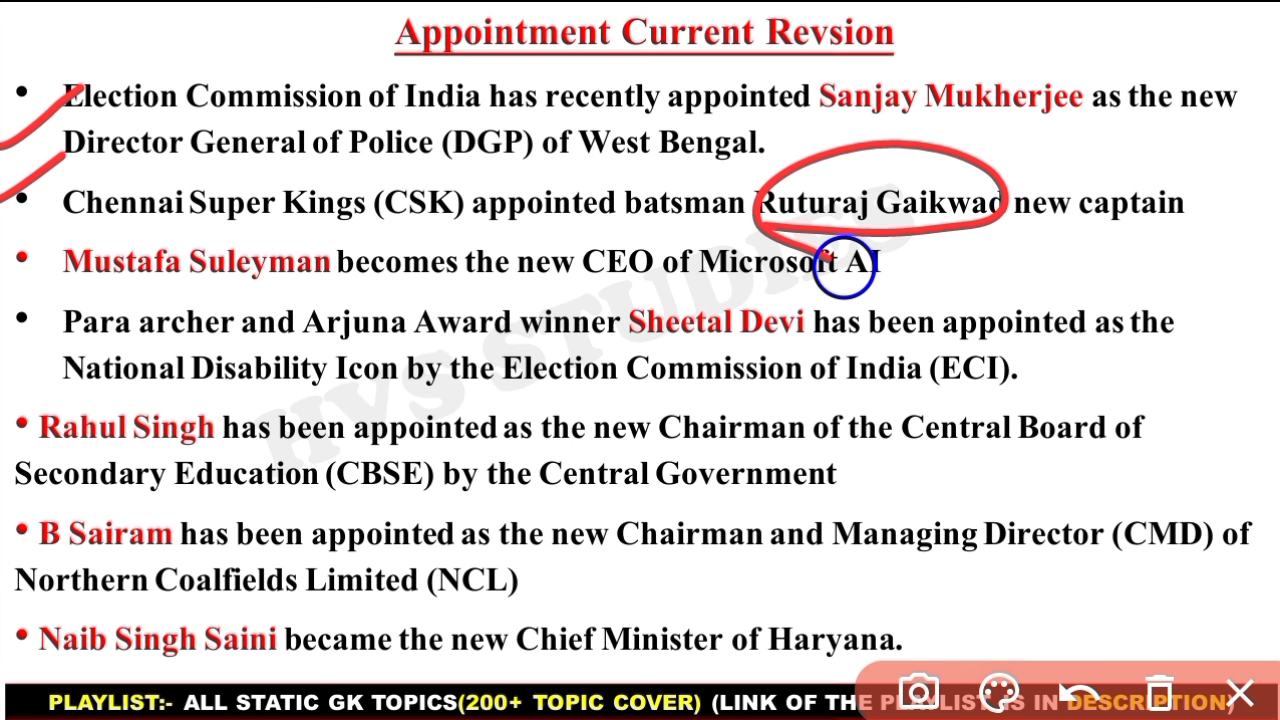 Appointment Current Revsion
• Election Commission of India has recently appointed Sanjay Mukherjee as the new
Director General of Police (DGP) of West Bengal.
• Chennai Super Kings (CSK) appointed batsman Ruturaj Gaikwad new captain
• Mustafa Suleyman becomes the new CEO of Microsoft AI
• Para archer and Arjuna Award winner Sheetal Devi has been appointed as the
National Disability Icon by the Election Commission of India (ECI).
• Rahul Singh has been appointed as the new Chairman of the Central Board of
Secondary Education (CBSE) by the Central Government
• B Sairam has been appointed as the new Chairman and Managing Director (CMD) of
Northern Coalfields Limited (NCL)
• Naib Singh Saini became the new Chief Minister of Haryana.
HVS STUDIES
PLAYLIST:- ALL STATIC GK TOPICS(200+ TOPIC COVER) (LINK OF THE PLAYLIST IS IN DESCRIPTION)